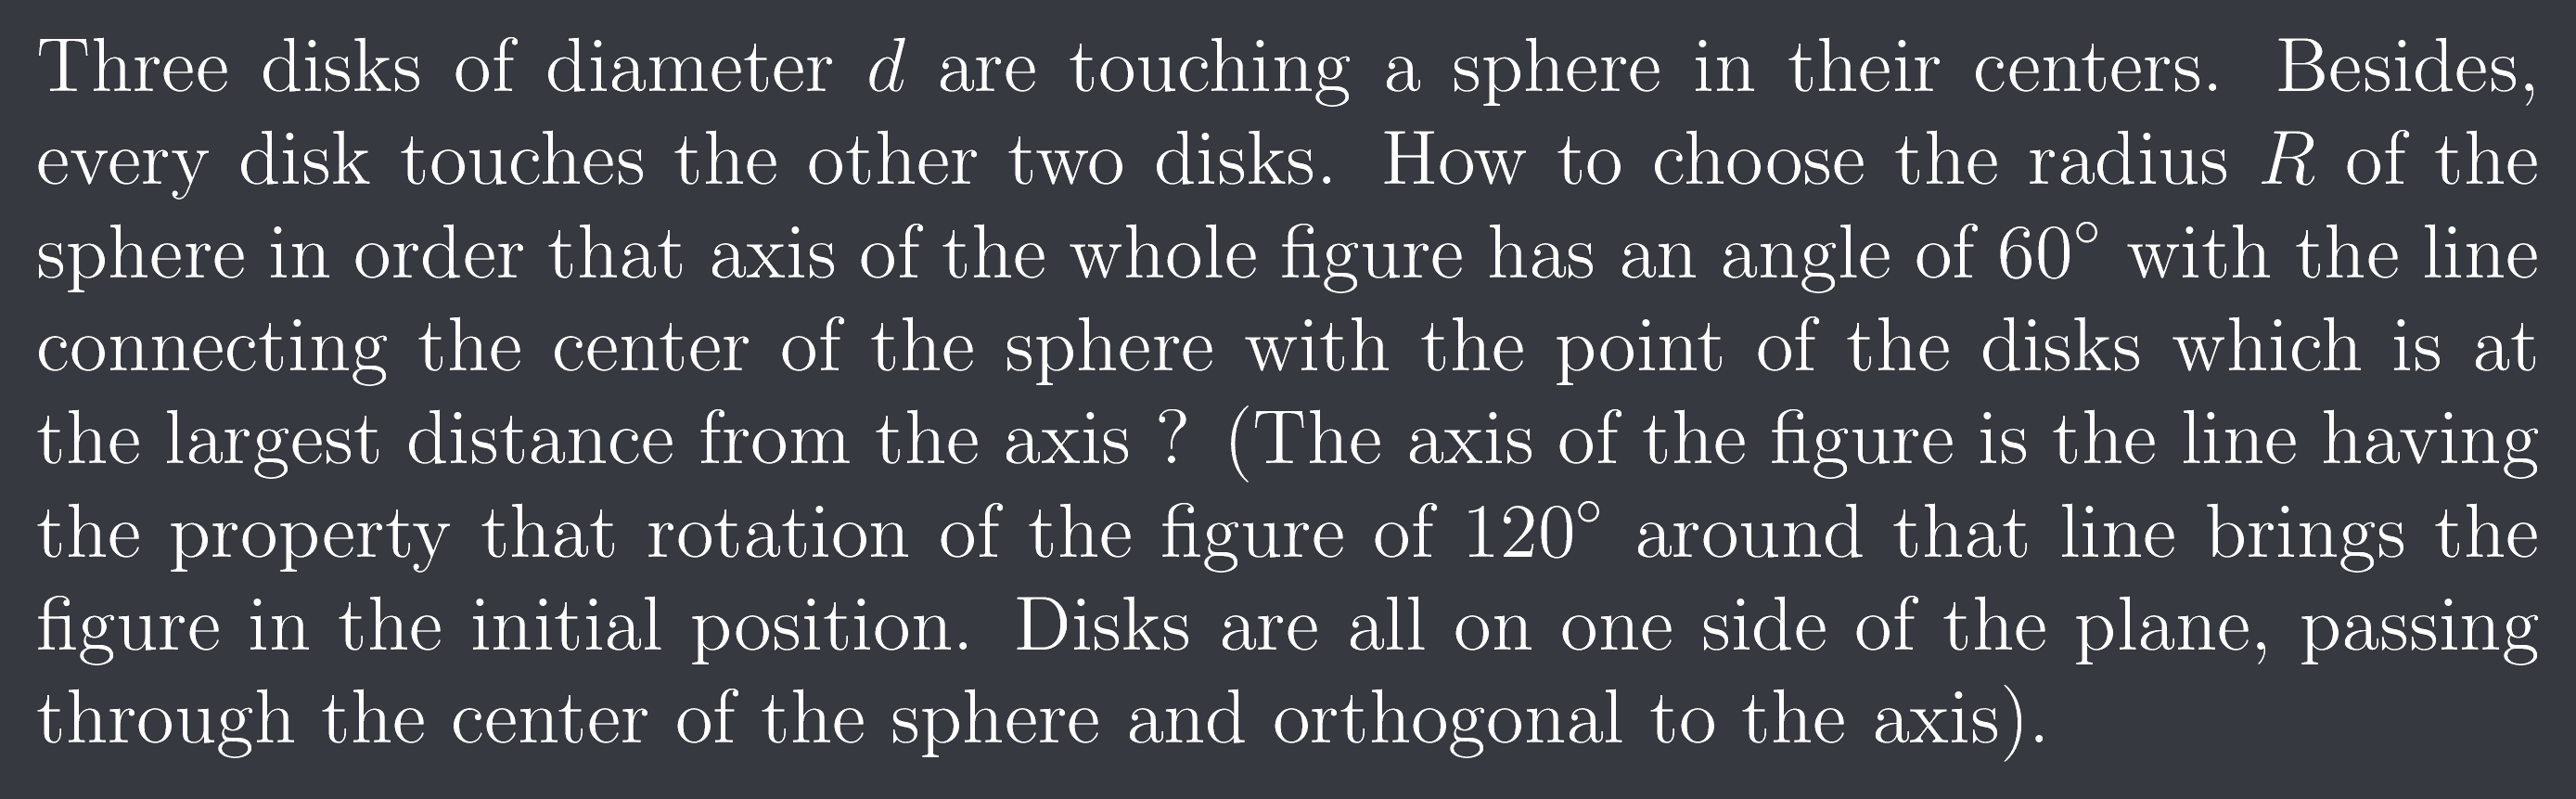 Three disks of diameter d are touching a sphere in their centers. Besides,
every disk touches the other two disks. How to choose the radius R of the
sphere in order that axis of the whole figure has an angle of 60° with the line
connecting the center of the sphere with the point of the disks which is at
the largest distance from the axis ? (The axis of the figure is the line having
the property that rotation of the figure of 120° around that line brings the
figure in the initial position. Disks are all on one side of the plane, passing
through the center of the sphere and orthogonal to the axis).